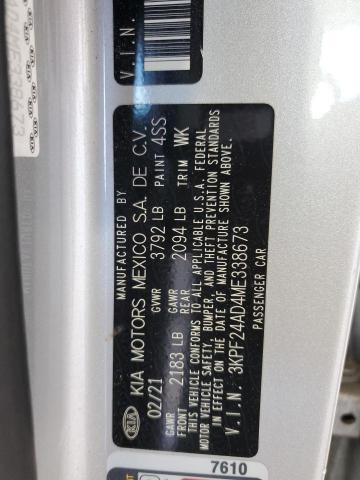 V.I.N.
MANUFACTURED BY
KIA KIA MOTORS MEXICO S.A. DE C.V.
02/21 GVWR 3792 LB PAINT 4SS
GAWR FRONT 2183 LB GAWR REAR 2094 LB TRIM WK
THIS VEHICLE CONFORMS TO ALL APPLICABLE U.S.A. FEDERAL
MOTOR VEHICLE SAFETY, BUMPER, AND THEFT PREVENTION STANDARDS
IN EFFECT ON THE DATE OF MANUFACTURE SHOWN ABOVE.
V.I.N. 3KPF24AD4ME338673
PASSENGER CAR
7610